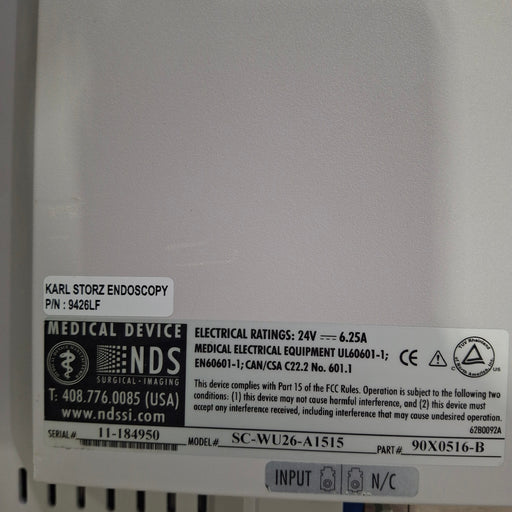 KARL STORZ ENDOSCOPY
P/N : 9426LF
MEDICAL DEVICE
NDS
SURGICAL-IMAGING
T: 408.776.0085 (USA)
www.ndssi.com
ELECTRICAL RATINGS: 24V 6.25A
MEDICAL ELECTRICAL EQUIPMENT UL60601-1;
EN60601-1; CAN/CSA C22.2 No. 601.1
CE
This device complies with Part 15 of the FCC Rules. Operation is subject to the following two
conditions: (1) this device may not cause harmful interference, and (2) this device must
accept any interference received, including interference that may cause undesired operation.
62B0092A
SERIAL# 11-184950 MODEL# SC-WU26-A1515 PART# 90X0516-B
INPUT N/C